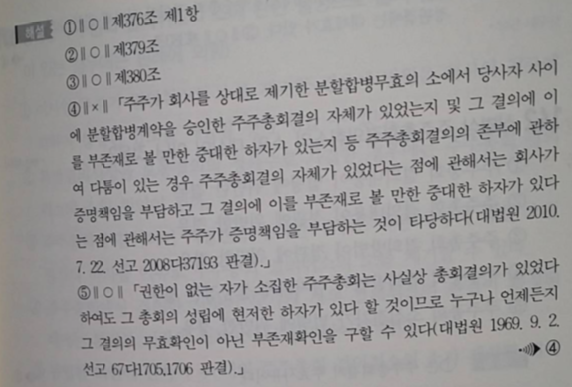 해설 ①∥○∥제376조 제1항
②∥○∥제379조
③∥○∥제380조
④∥×∥「주주가 회사를 상대로 제기한 분할합병무효의 소에서 당사자 사이
에 분할합병계약을 승인한 주주총회결의 자체가 있었는지 및 그 결의에 이
를 부존재로 볼 만한 중대한 하자가 있는지 등 주주총회결의의 존부에 관하
여 다툼이 있는 경우 주주총회결의 자체가 있었다는 점에 관해서는 회사가
증명책임을 부담하고 그 결의에 이를 부존재로 볼 만한 중대한 하자가 있다
는 점에 관해서는 주주가 증명책임을 부담하는 것이 타당하다(대법원 2010.
7. 22. 선고 2008다37193 판결).」
⑤∥○∥「권한이 없는 자가 소집한 주주총회는 사실상 총회결의가 있었다
하여도 그 총회의 성립에 현저한 하자가 있다 할 것이므로 누구나 언제든지
그 결의의 무효확인이 아닌 부존재확인을 구할 수 있다(대법원 1969. 9. 2.
선고 67다1705,1706 판결).」 ④